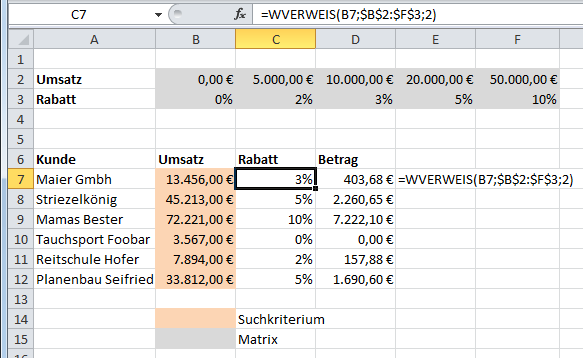 C7 fx =WVERWEIS(B7;$B$2:$F$3;2)
A B C D E F
1
2 Umsatz 0,00 € 5.000,00 € 10.000,00 € 20.000,00 € 50.000,00 €
3 Rabatt 0% 2% 3% 5% 10%
4
5
6 Kunde Umsatz Rabatt Betrag
7 Maier Gmbh 13.456,00 € 3% 403,68 € =WVERWEIS(B7;$B$2:$F$3;2)
8 Striezelkönig 45.213,00 € 5% 2.260,65 €
9 Mamas Bester 72.221,00 € 10% 7.222,10 €
10 Tauchsport Foobar 3.567,00 € 0% 0,00 €
11 Reitschule Hofer 7.894,00 € 2% 157,88 €
12 Planenbau Seifried 33.812,00 € 5% 1.690,60 €
13
14 Suchkriterium
15 Matrix